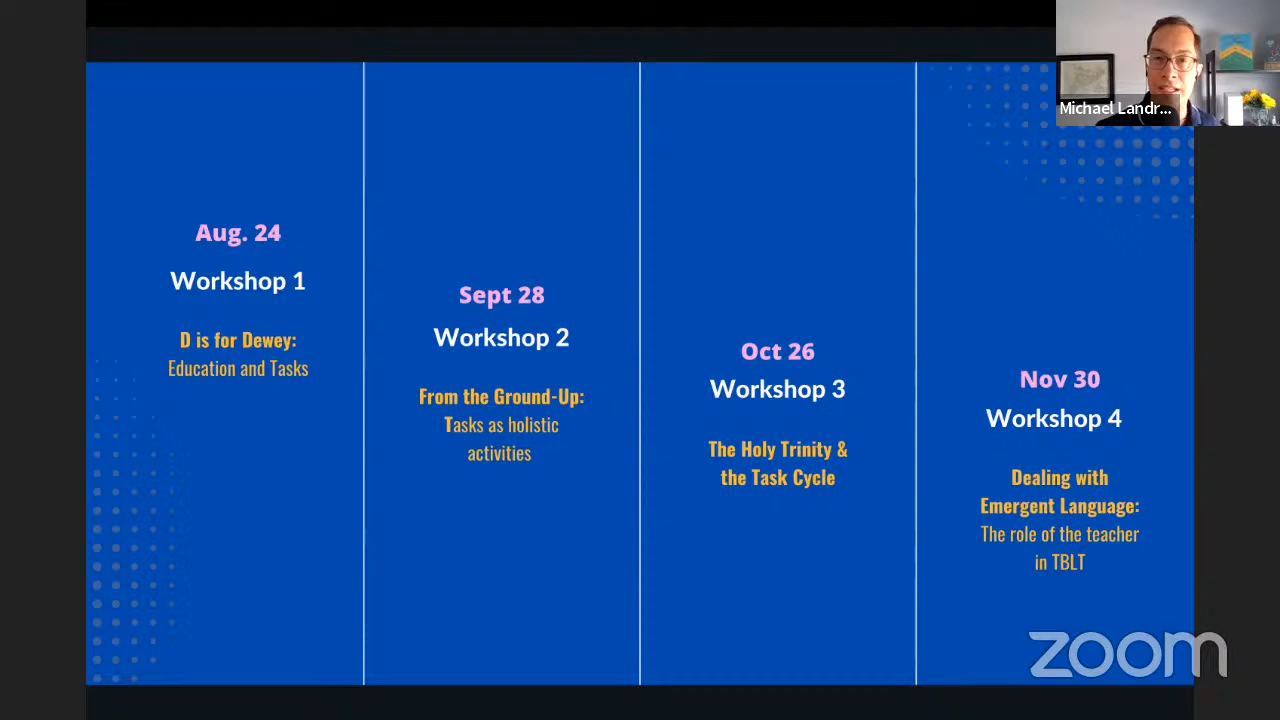 Michael Landr...
Aug. 24
Workshop 1
D is for Dewey:
Education and Tasks
Sept 28
Workshop 2
From the Ground-Up:
Tasks as holistic
activities
Oct 26
Workshop 3
The Holy Trinity &
the Task Cycle
Nov 30
Workshop 4
Dealing with
Emergent Language:
The role of the teacher
in TBLT
zoom